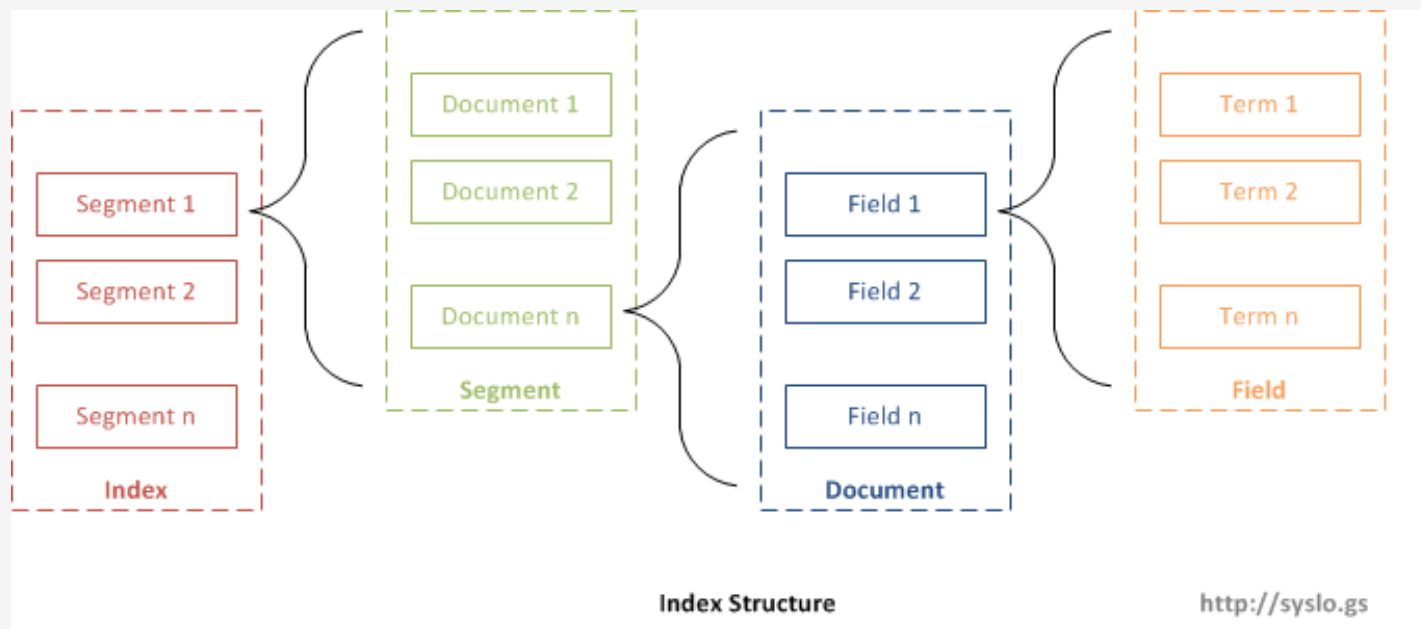 Segment 1
Segment 2
Segment n
Index
Document 1
Document 2
Document n
Segment
Field 1
Field 2
Field n
Document
Term 1
Term 2
Term n
Field
Index Structure
http://syslo.gs